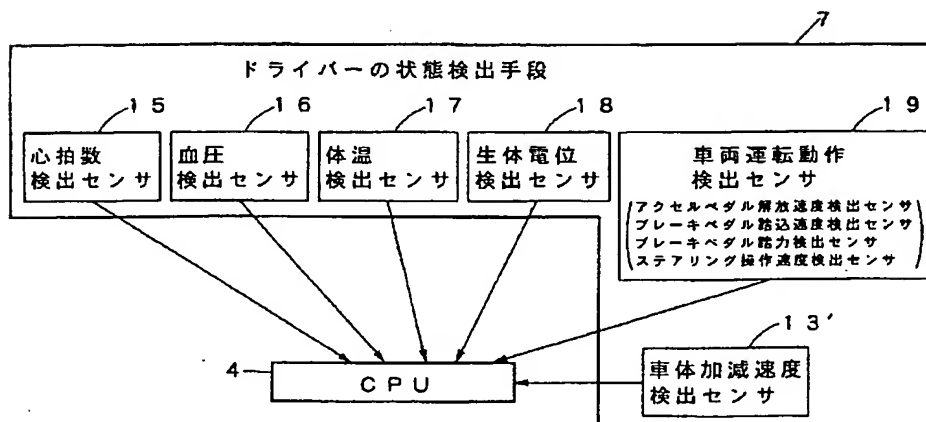 7
ドライバーの状態検出手段
15
16
17
18
19
心拍数
検出センサ
血圧
検出センサ
体温
検出センサ
生体電位
検出センサ
車両運転動作
検出センサ
(アクセルペダル解放速度検出センサ
ブレーキペダル踏込速度検出センサ
ブレーキペダル踏力検出センサ
ステアリング操作速度検出センサ)
13′
4
CPU
車体加減速度
検出センサ